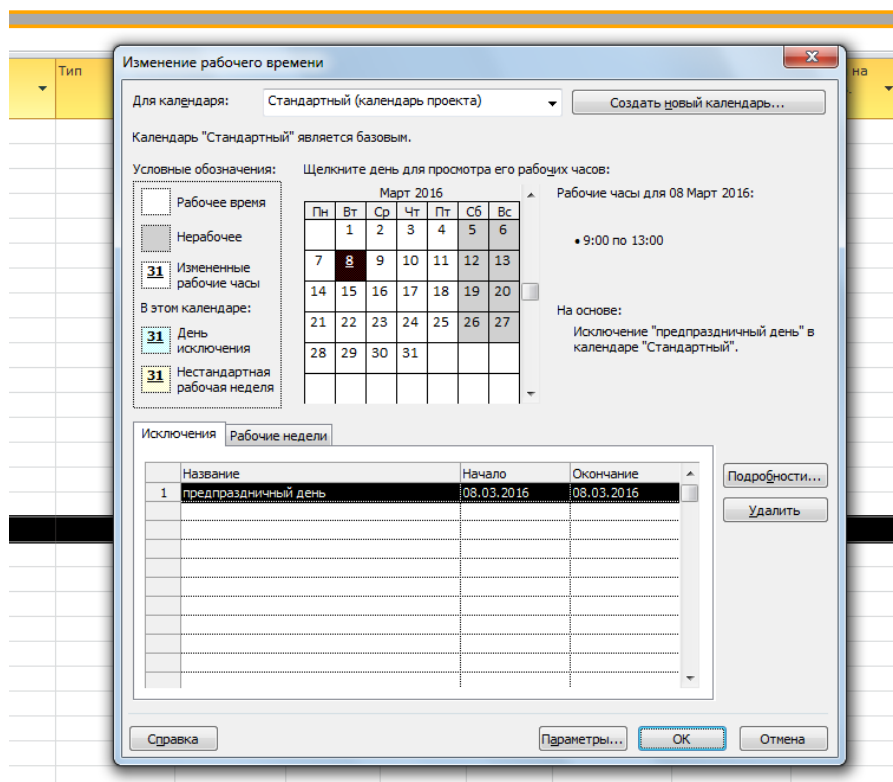 Тип
на
Изменение рабочего времени
Для календаря: Стандартный (календарь проекта) Создать новый календарь...
Календарь "Стандартный" является базовым.
Условные обозначения: Щелкните день для просмотра его рабочих часов:
Рабочее время
Нерабочее
31 Измененные
рабочие часы
В этом календаре:
31 День
исключения
31 Нестандартная
рабочая неделя
Март 2016
Пн Вт Ср Чт Пт Сб Вс
1 2 3 4 5 6
7 8 9 10 11 12 13
14 15 16 17 18 19 20
21 22 23 24 25 26 27
28 29 30 31
Рабочие часы для 08 Март 2016:
• 9:00 по 13:00
На основе:
Исключение "предпраздничный день" в
календаре "Стандартный".
Исключения Рабочие недели
Название Начало Окончание
1 предпраздничный день 08.03.2016 08.03.2016
Подробности...
Удалить
Справка Параметры... ОК Отмена